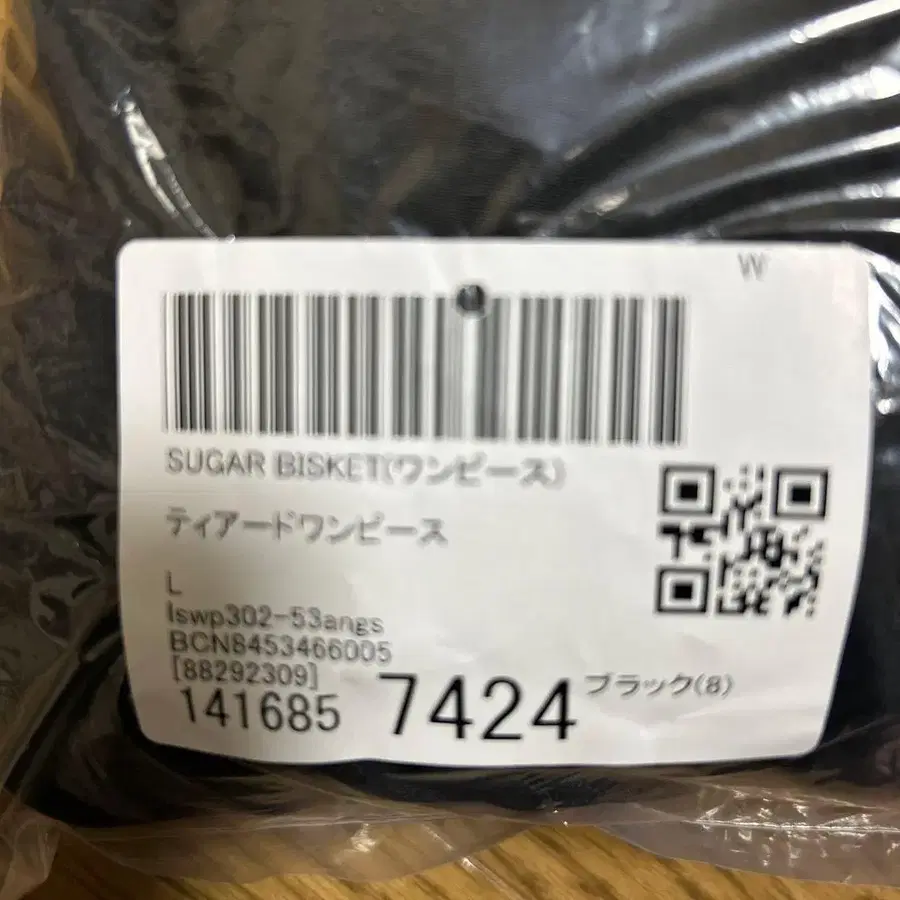 W
SUGAR BISKET(ワンピース)
ティアードワンピース
L
lswp302-53angs
BCN8453466005
[88292309]
141685 7424 ブラック(8)